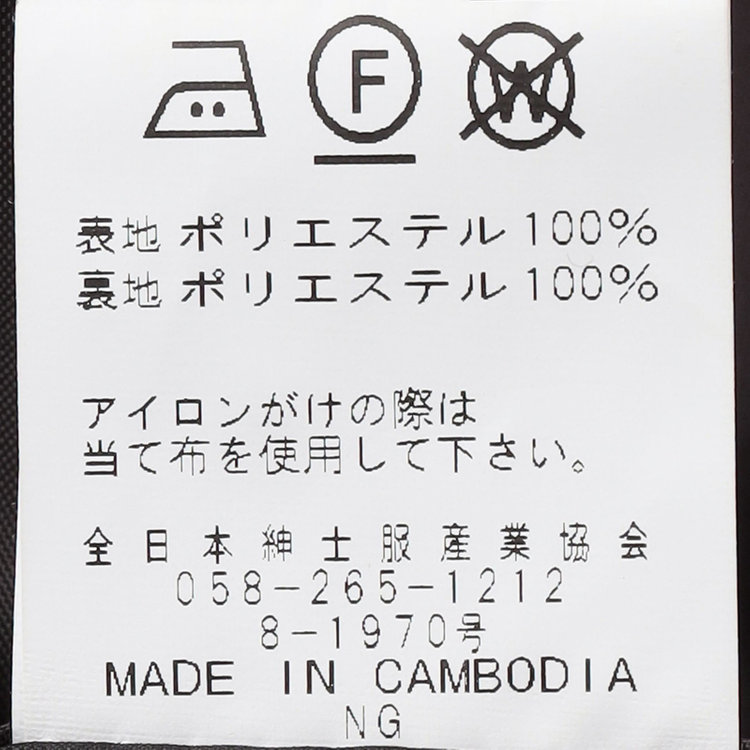 F W
表地 ポリエステル 100%
裏地 ポリエステル 100%
アイロンがけの際は
当て布を使用して下さい。
全日本紳士服産業協会
058-265-1212
8-1970号
MADE IN CAMBODIA
NG